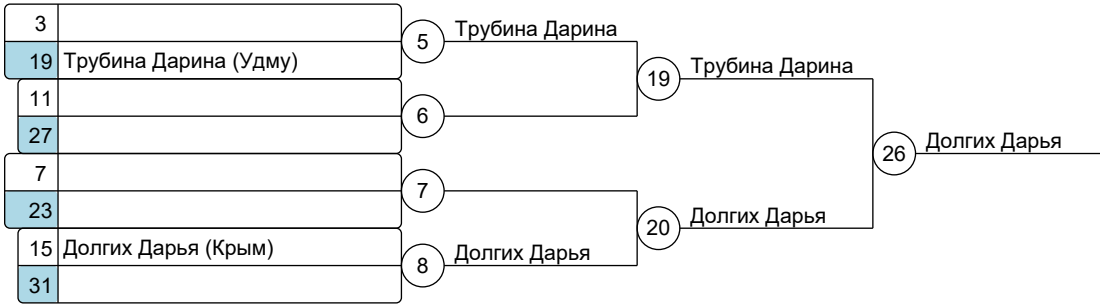 3
19 Трубина Дарина (Удму)
11
27
7
23
15 Долгих Дарья (Крым)
31
5 Трубина Дарина
6
7
8 Долгих Дарья
19 Трубина Дарина
20 Долгих Дарья
26 Долгих Дарья